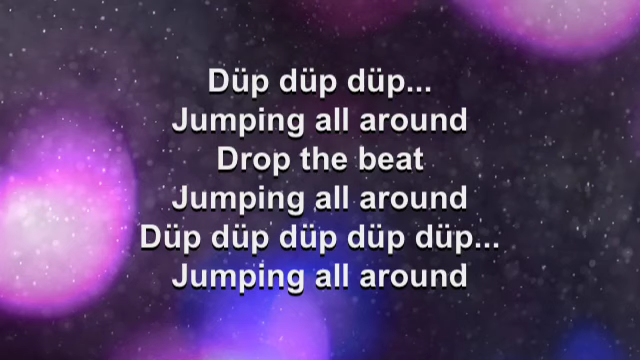 Düp düp düp...
Jumping all around
Drop the beat
Jumping all around
Düp düp düp düp düp...
Jumping all around